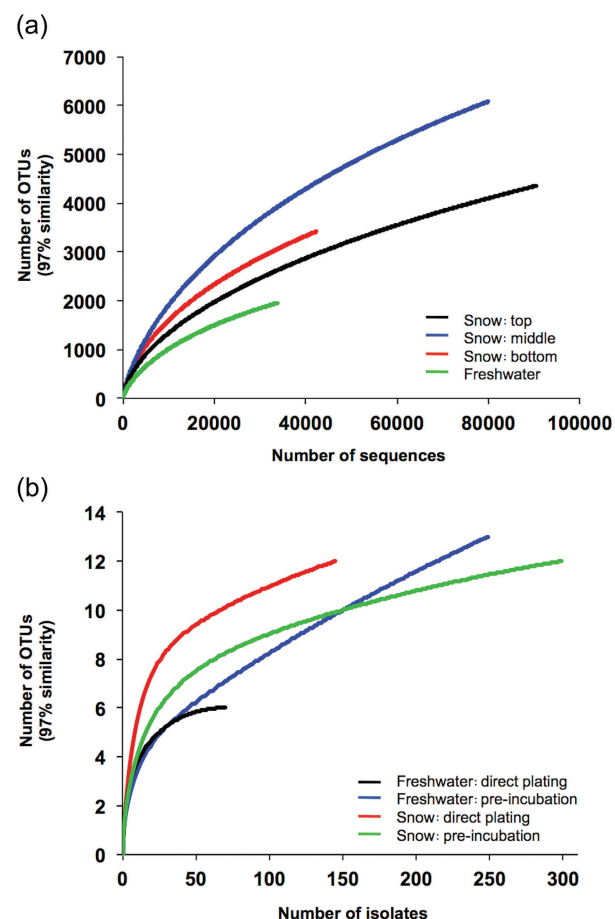 (a)
Number of OTUs
(97% similarity)
7000
6000
5000
4000
3000
2000
1000
0
Snow: top
Snow: middle
Snow: bottom
Freshwater
0 20000 40000 60000 80000 100000
Number of sequences
(b)
Number of OTUs
(97% similarity)
14
12
10
8
6
4
2
0
Freshwater: direct plating
Freshwater: pre-incubation
Snow: direct plating
Snow: pre-incubation
0 50 100 150 200 250 300
Number of isolates